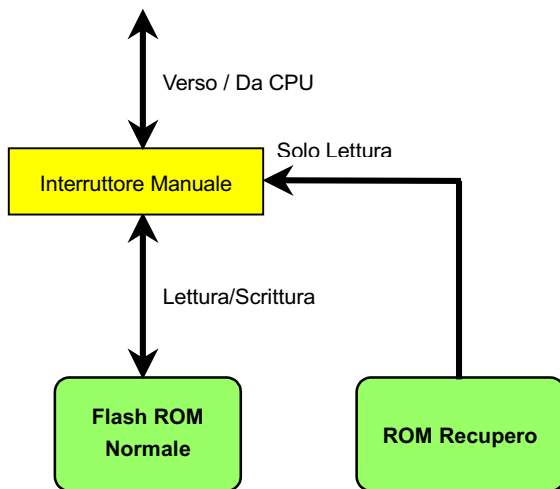 Verso / Da CPU
Solo Lettura
Interruttore Manuale
Lettura/Scrittura
Flash ROM
Normale
ROM Recupero